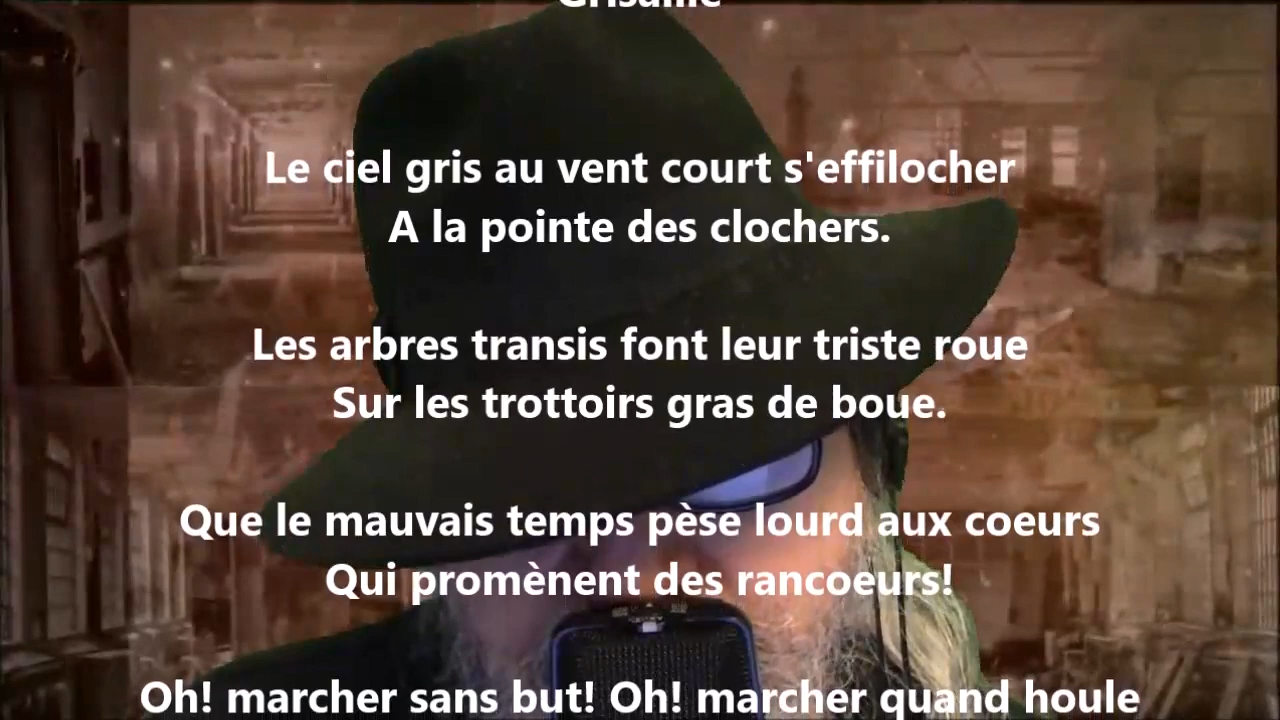 Grisaille
Le ciel gris au vent court s'effilocher
A la pointe des clochers.
Les arbres transis font leur triste roue
Sur les trottoirs gras de boue.
Que le mauvais temps pèse lourd aux coeurs
Qui promènent des rancoeurs!
Oh! marcher sans but! Oh! marcher quand houle